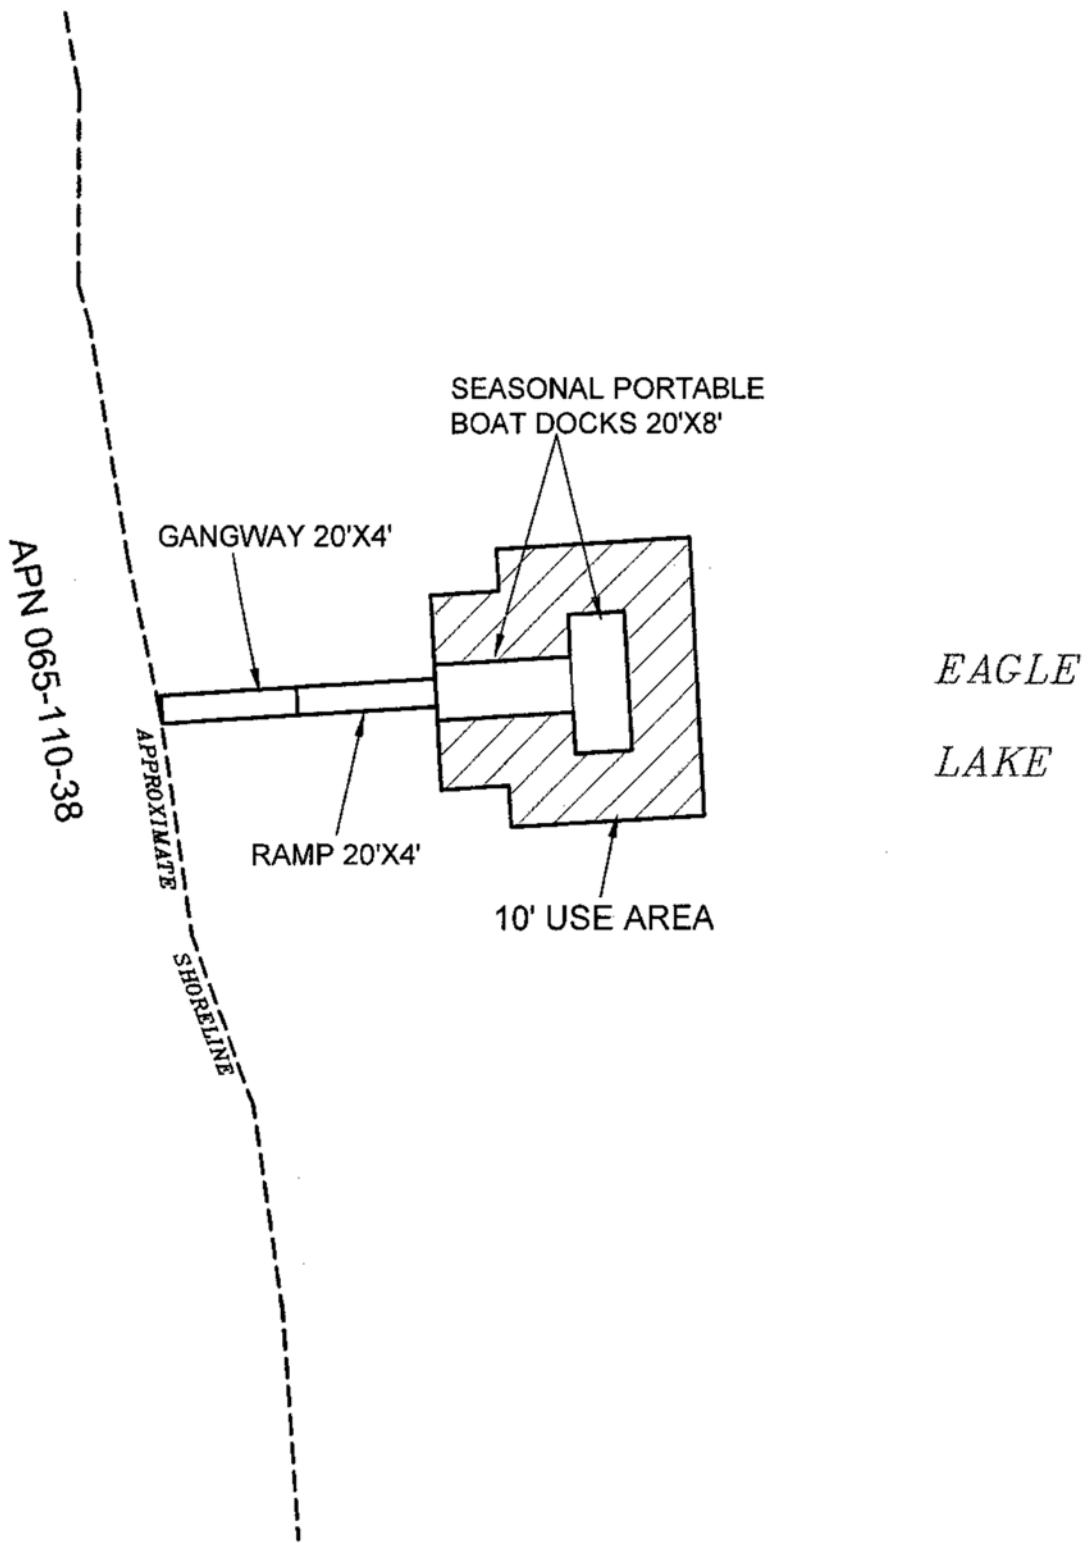 SEASONAL PORTABLE
BOAT DOCKS 20'X8'
GANGWAY 20'X4'
APN 065-110-38
EAGLE
LAKE
APPROXIMATE
RAMP 20'X4'
10' USE AREA
SHORELINE